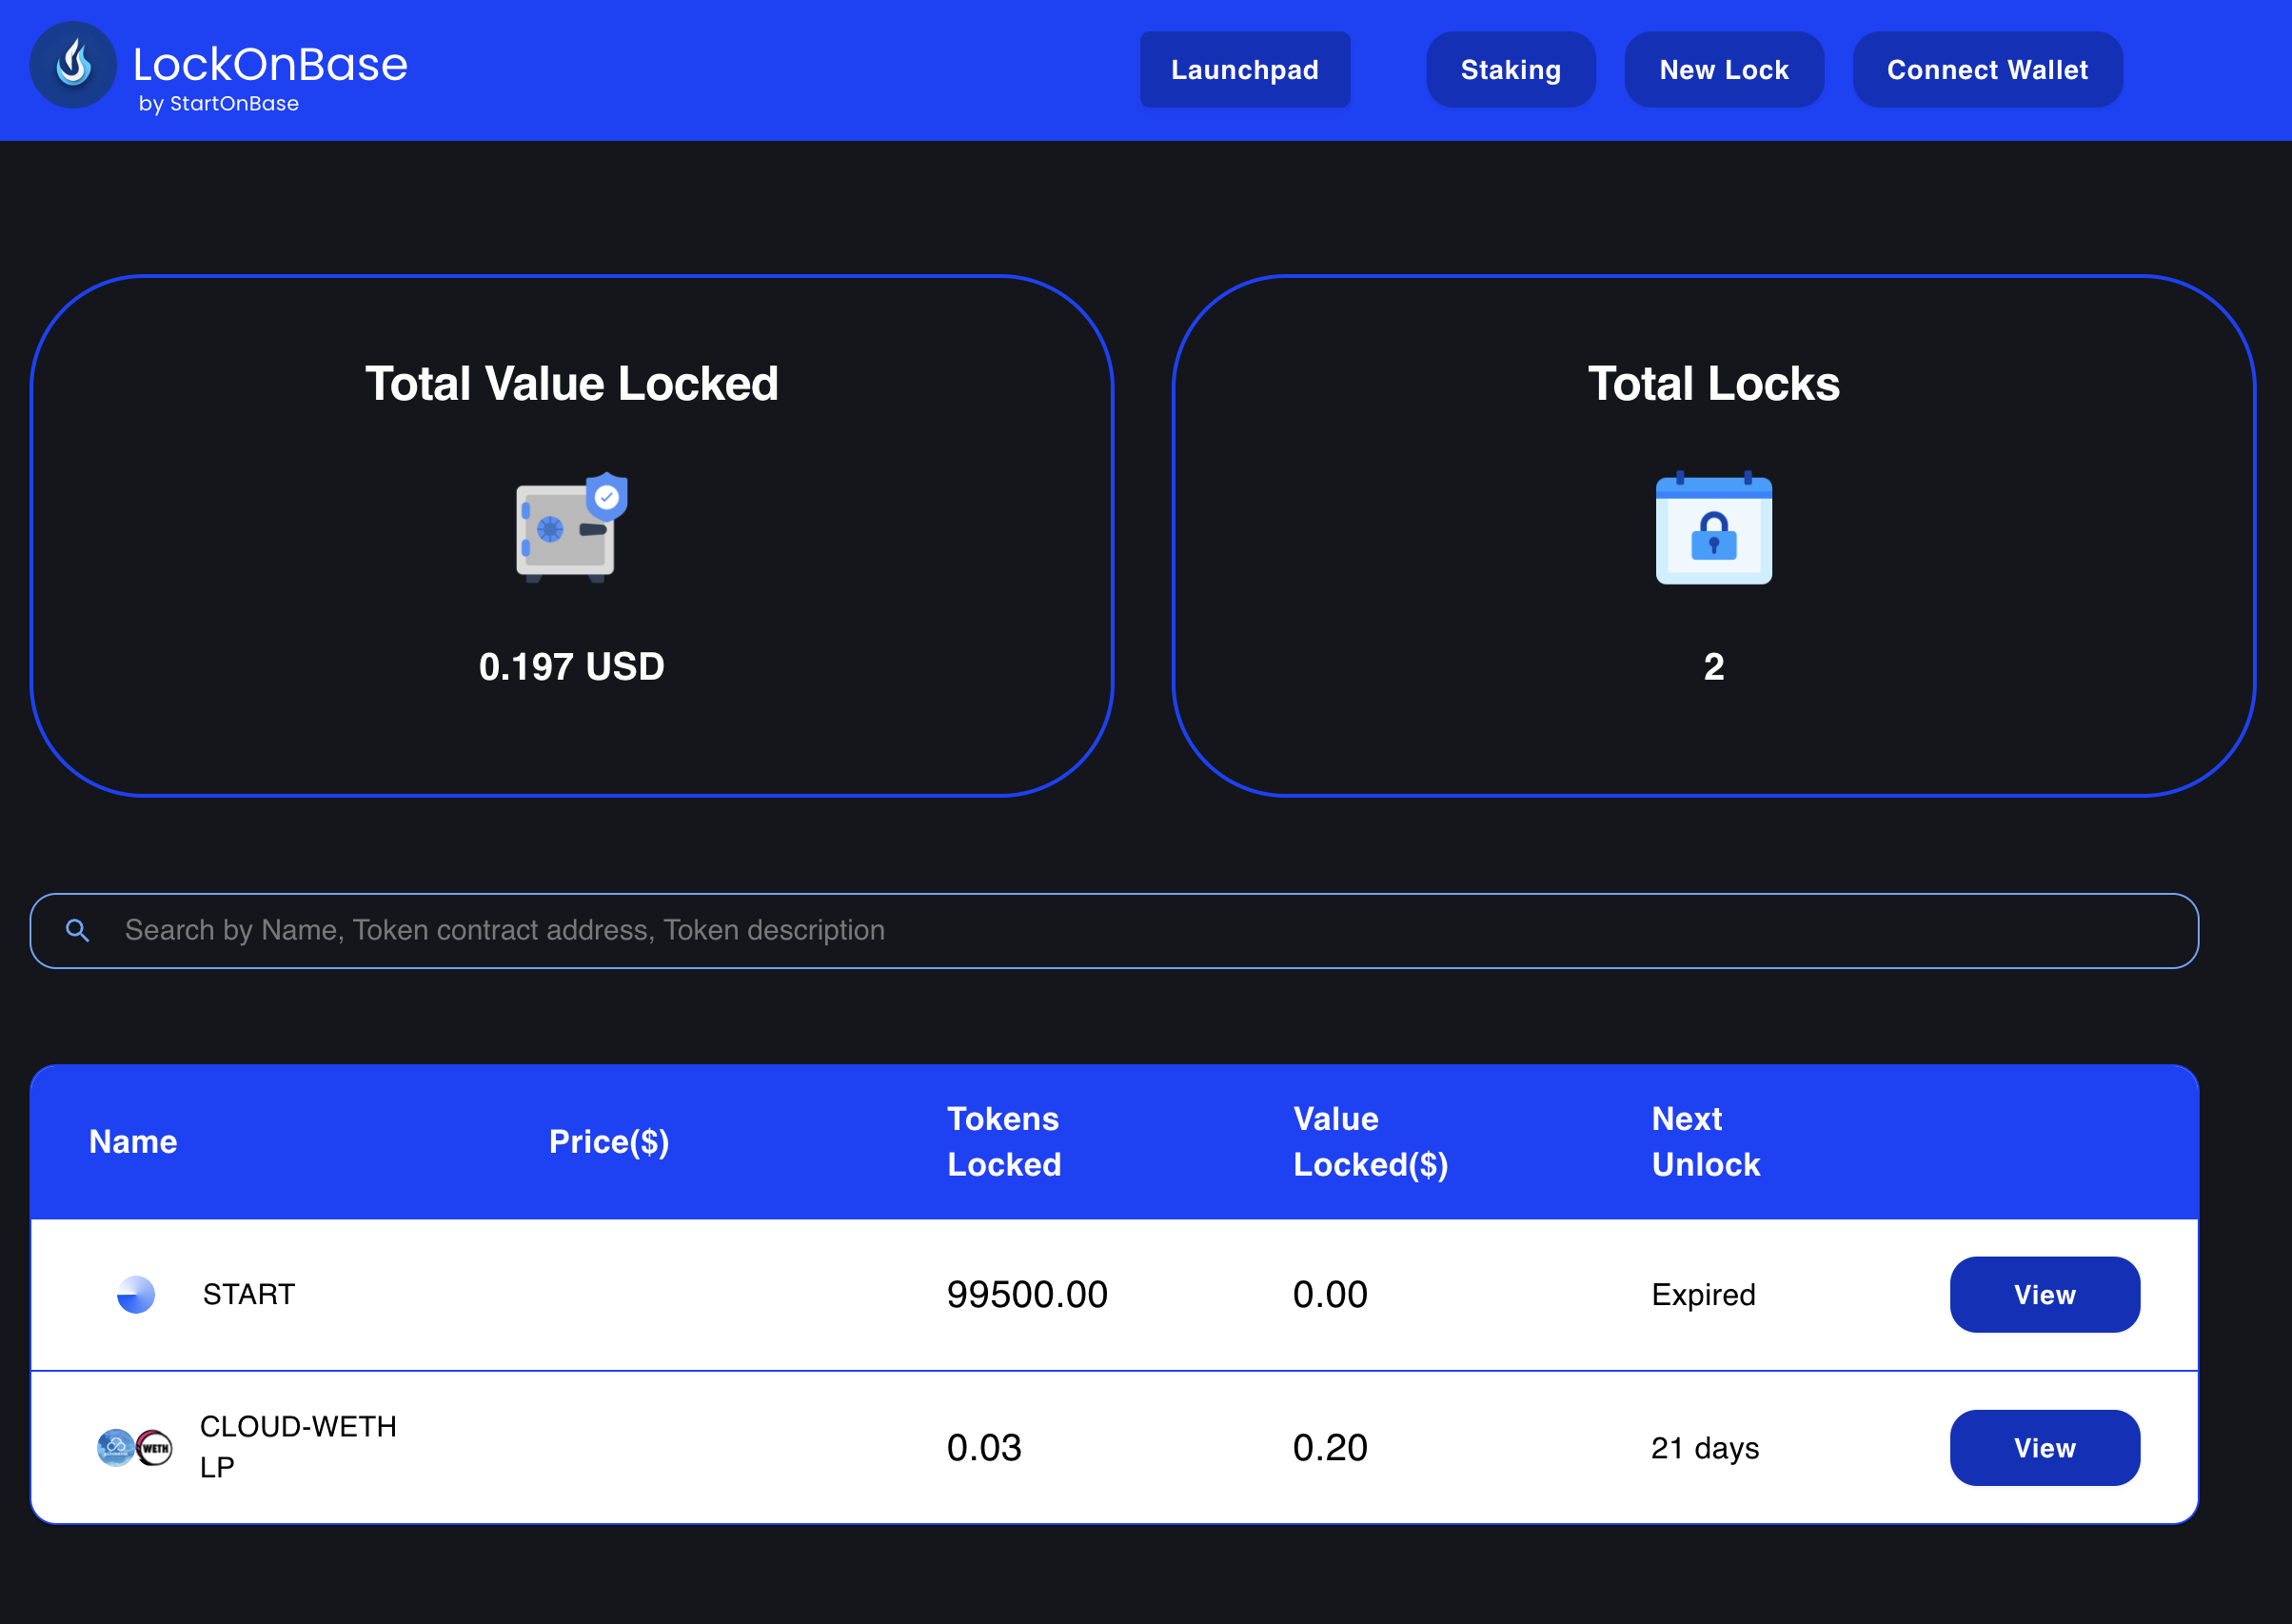 LockOnBase
by StartOnBase
Launchpad
Staking
New Lock
Connect Wallet
Total Value Locked
0.197 USD
Total Locks
2
Search by Name, Token contract address, Token description
Name
Price($)
Tokens
Locked
Value
Locked($)
Next
Unlock
START
99500.00
0.00
Expired
View
WETH
CLOUD-WETH
LP
0.03
0.20
21 days
View